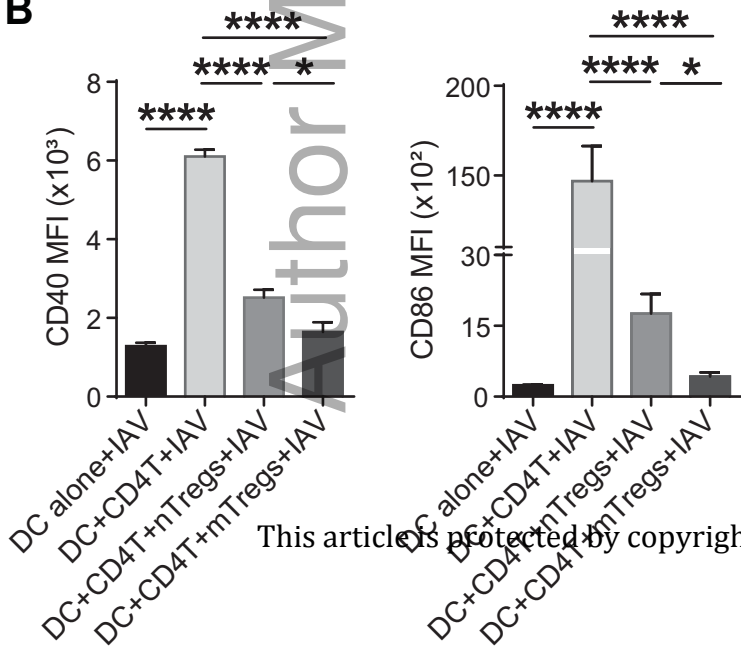 B
****
**** *
****
8
6
4
2
0
CD40 MFI (x10³)
DC alone+IAV
DC+CD4T+IAV
DC+CD4T+nTregs+IAV
DC+CD4T+mTregs+IAV
****
**** *
****
200
150
30
15
0
CD86 MFI (x10²)
DC alone+IAV
DC+CD4T+IAV
DC+CD4T+nTregs+IAV
DC+CD4T+mTregs+IAV
Author M
This article is protected by copyrigh